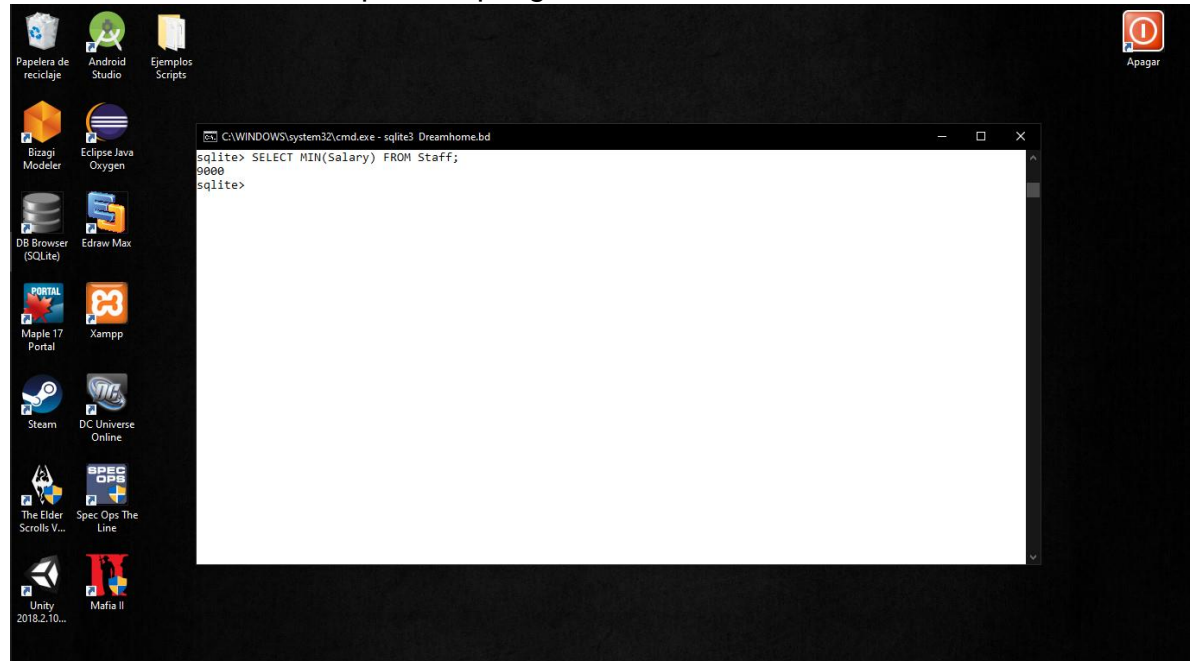 Papelera de
reciclaje
Android
Studio
Ejemplos
Scripts
Apagar
Bizagi
Modeler
Eclipse Java
Oxygen
C:\WINDOWS\system32\cmd.exe - sqlite3 Dreamhome.bd
sqlite> SELECT MIN(Salary) FROM Staff;
9000
sqlite>
DB Browser
(SQLite)
Edraw Max
PORTAL
Maple 17
Portal
Xampp
Steam
DC Universe
Online
SPEC
OPS
The Elder
Scrolls V...
Spec Ops The
Line
Unity
2018.2.10...
Mafia II